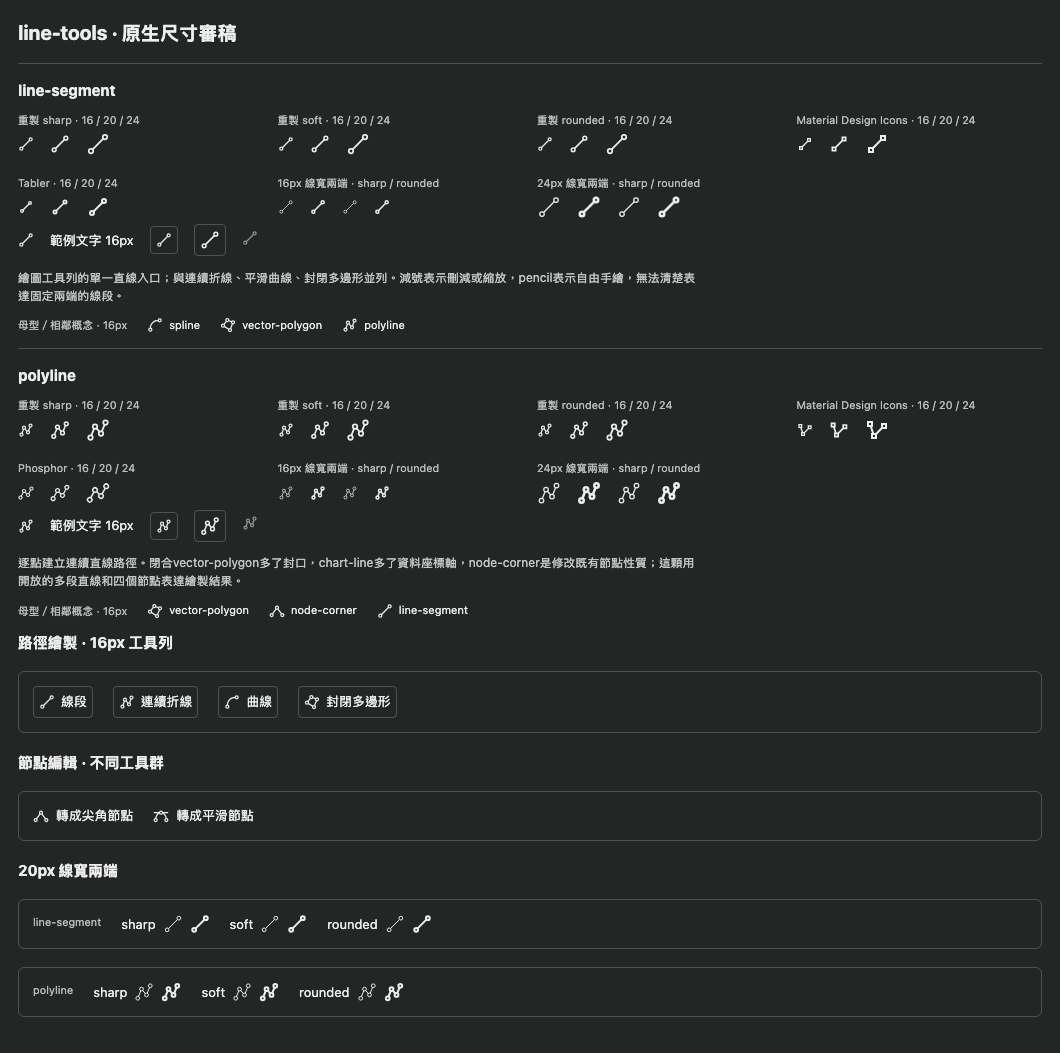 line-tools · 原生尺寸審稿
line-segment
重製 sharp · 16 / 20 / 24
重製 soft · 16 / 20 / 24
重製 rounded · 16 / 20 / 24
Material Design Icons · 16 / 20 / 24
Tabler · 16 / 20 / 24
16px 線寬兩端 · sharp / rounded
24px 線寬兩端 · sharp / rounded
範例文字 16px
繪圖工具列的單一直線入口；與連續折線、平滑曲線、封閉多邊形並列。減號表示刪減或縮放，pencil表示自由手繪，無法清楚表
達固定兩端的線段。
母型 / 相鄰概念 · 16px
spline
vector-polygon
polyline
polyline
重製 sharp · 16 / 20 / 24
重製 soft · 16 / 20 / 24
重製 rounded · 16 / 20 / 24
Material Design Icons · 16 / 20 / 24
Phosphor · 16 / 20 / 24
16px 線寬兩端 · sharp / rounded
24px 線寬兩端 · sharp / rounded
範例文字 16px
逐點建立連續直線路徑。閉合vector-polygon多了封口，chart-line多了資料座標軸，node-corner是修改既有節點性質；這顆用
開放的多段直線和四個節點表達繪製結果。
母型 / 相鄰概念 · 16px
vector-polygon
node-corner
line-segment
路徑繪製 · 16px 工具列
線段
連續折線
曲線
封閉多邊形
節點編輯 · 不同工具群
轉成尖角節點
轉成平滑節點
20px 線寬兩端
line-segment
sharp
soft
rounded
polyline
sharp
soft
rounded